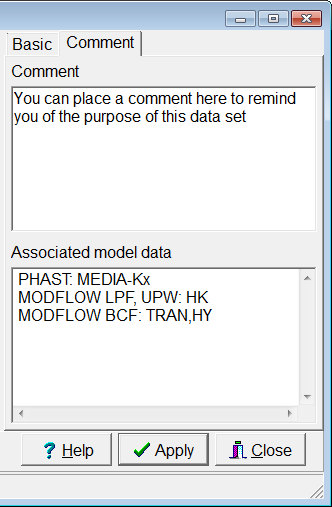 Basic Comment
Comment
You can place a comment here to remind
you of the purpose of this data set
Associated model data
PHAST: MEDIA-Kx
MODFLOW LPF, UPW: HK
MODFLOW BCF: TRAN,HY
? Help Apply Close